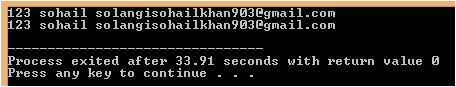 123 sohail solangisohailkhan903@gmail.com
123 sohail solangisohailkhan903@gmail.com
--------------------------------
Process exited after 33.91 seconds with return value 0
Press any key to continue . . .